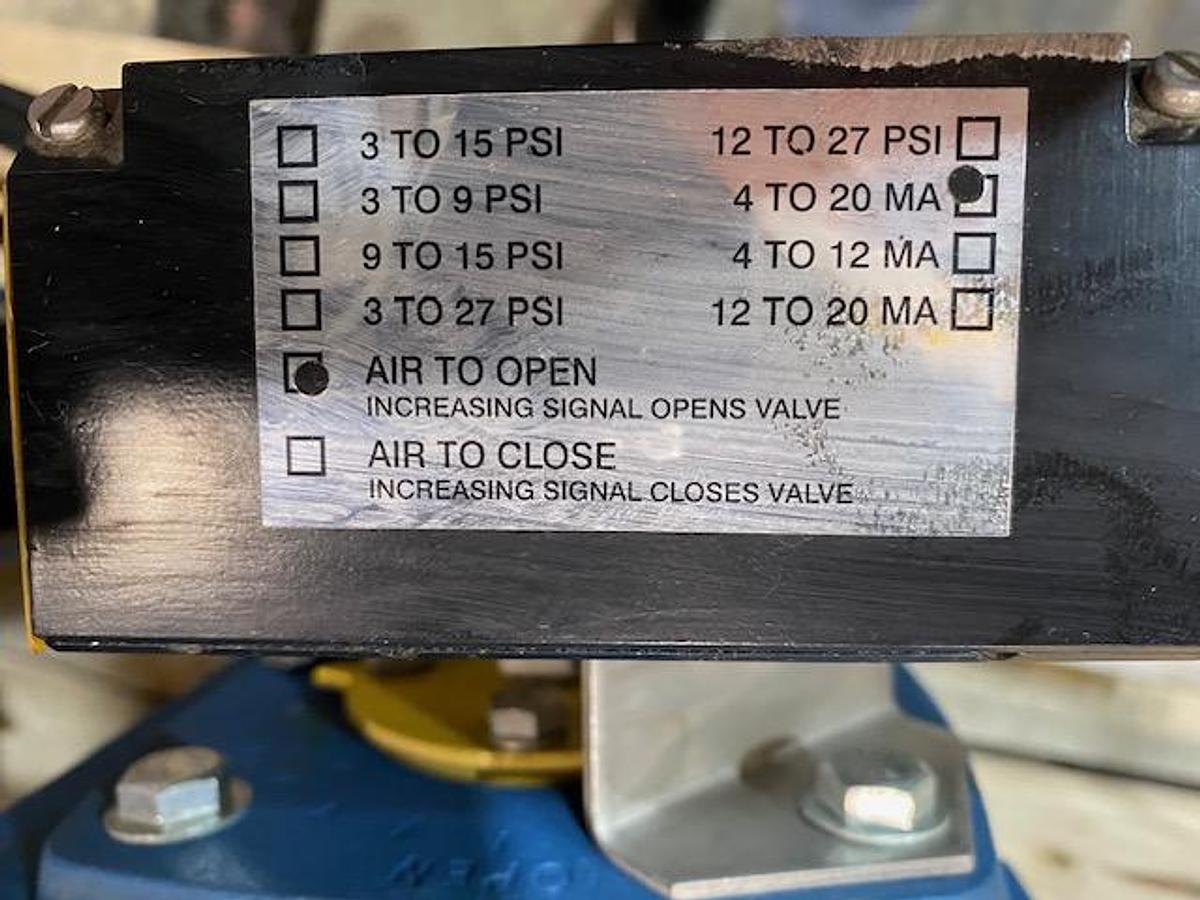 3 TO 15 PSI
3 TO 9 PSI
9 TO 15 PSI
3 TO 27 PSI
12 TO 27 PSI
4 TO 20 MA
4 TO 12 MA
12 TO 20 MA
AIR TO OPEN
INCREASING SIGNAL OPENS VALVE
AIR TO CLOSE
INCREASING SIGNAL CLOSES VALVE